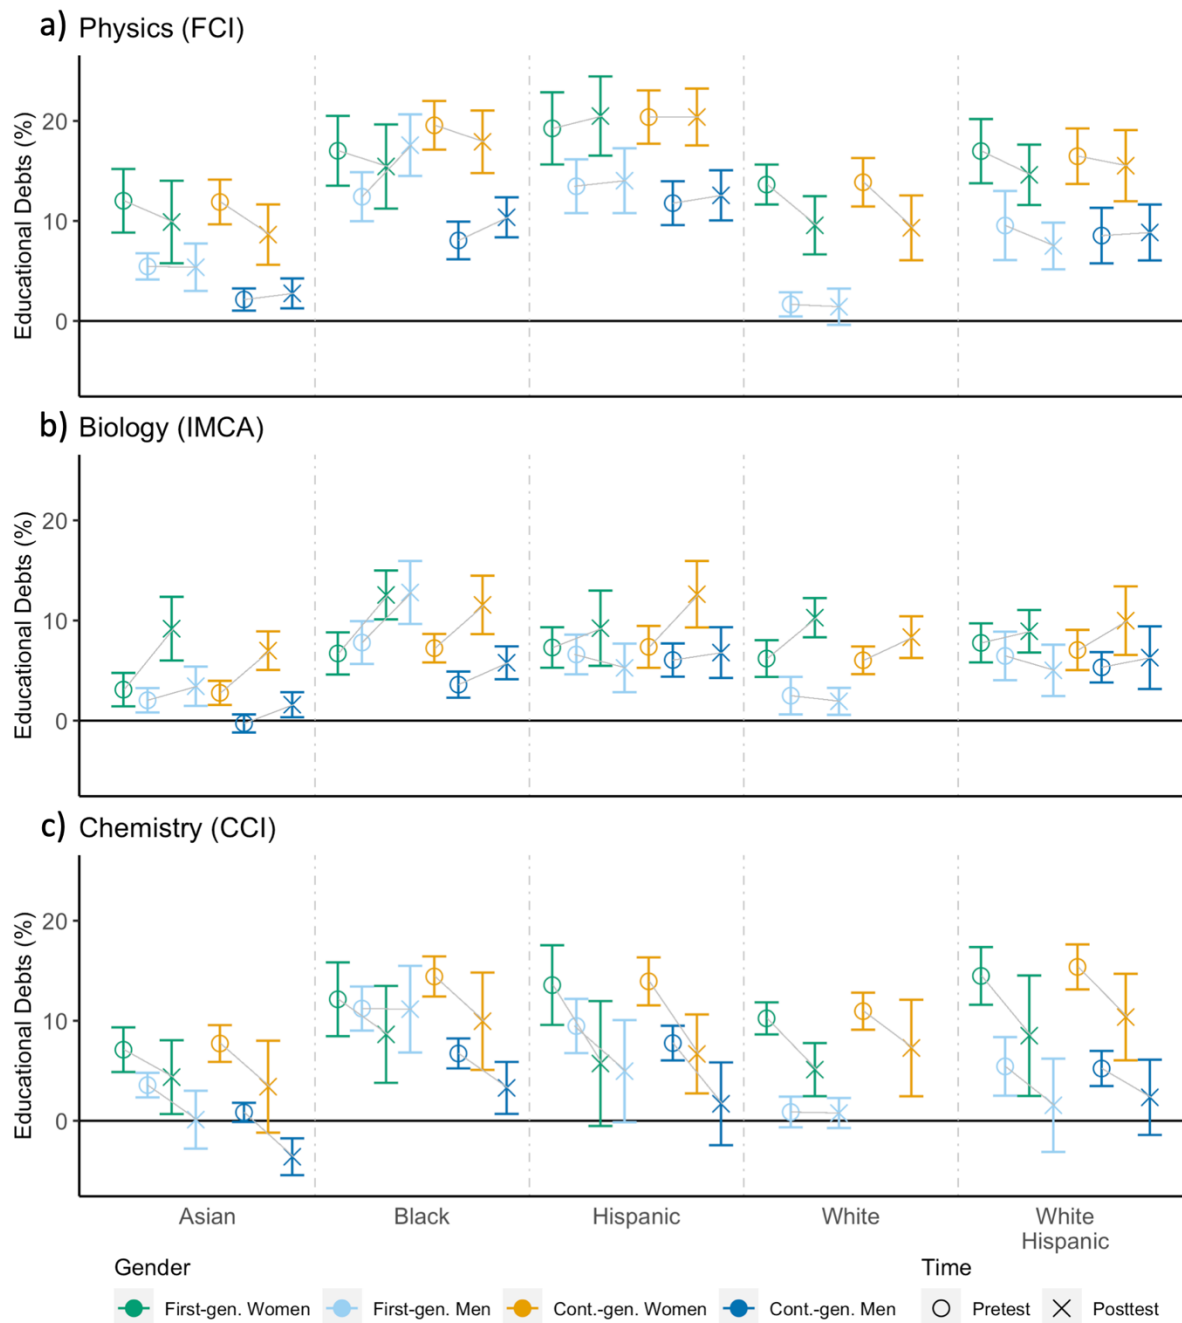 a) Physics (FCI)
Educational Debts (%)
20
10
0
b) Biology (IMCA)
Educational Debts (%)
20
10
0
c) Chemistry (CCI)
Educational Debts (%)
20
10
0
Asian Black Hispanic White White
Hispanic
Gender Time
First-gen. Women First-gen. Men Cont.-gen. Women Cont.-gen. Men Pretest Posttest